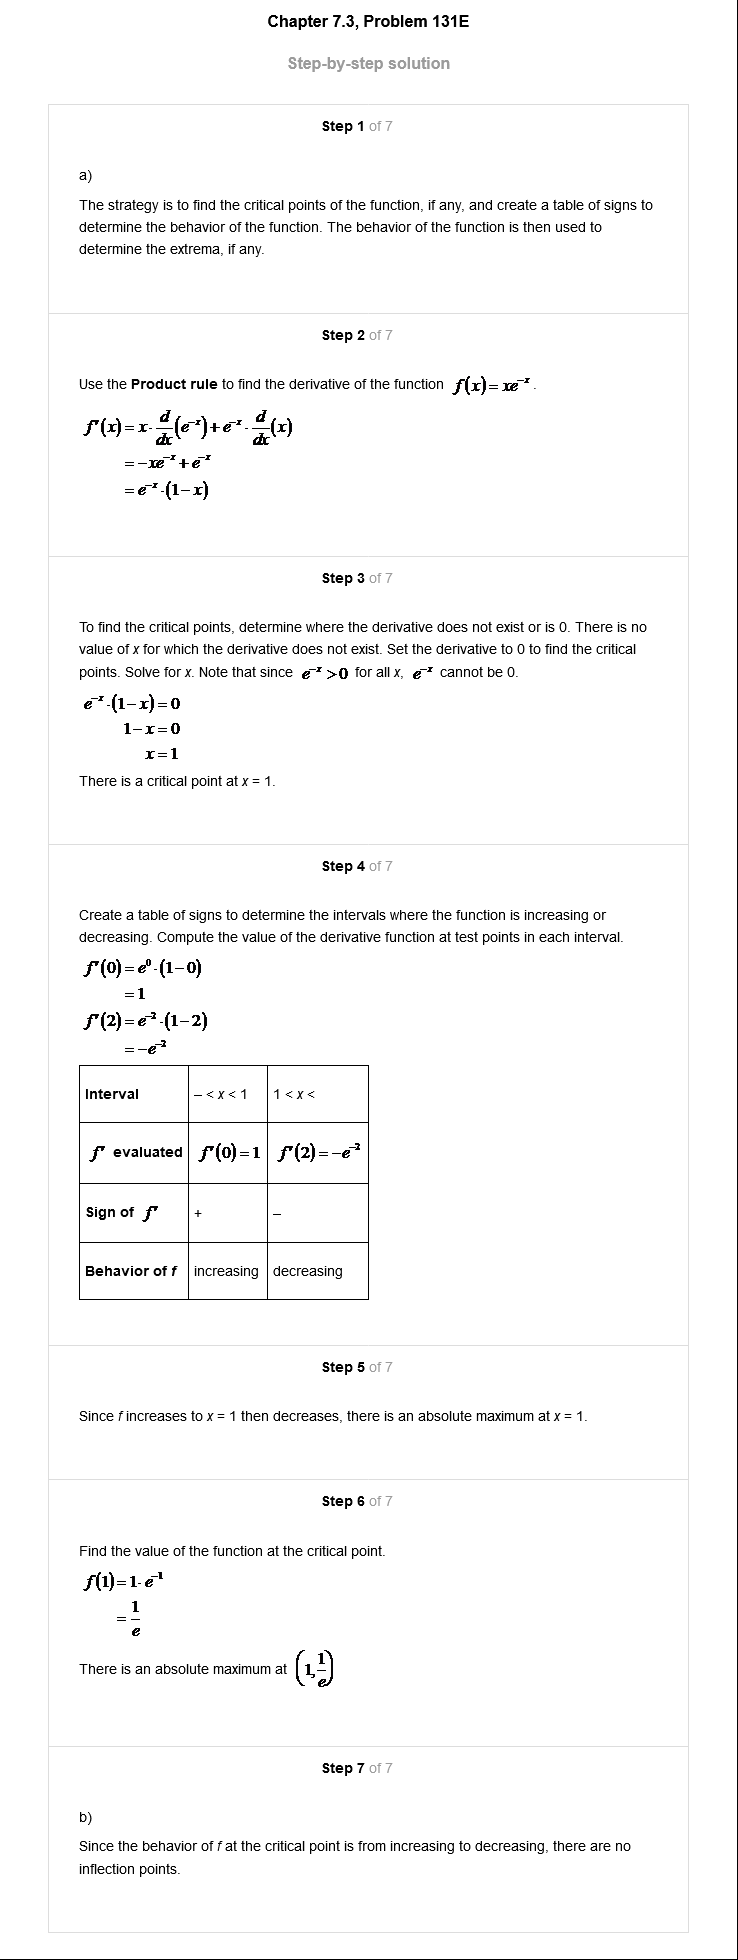 Chapter 7.3, Problem 131E
Step-by-step solution
Step 1 of 7
a)
The strategy is to find the critical points of the function, if any, and create a table of signs to
determine the behavior of the function. The behavior of the function is then used to
determine the extrema, if any.
Step 2 of 7
Use the Product rule to find the derivative of the function f(x)=xe^{-x}.
f'(x)=x·\frac{d}{dx}(e^{-x})+e^{-x}·\frac{d}{dx}(x)
=-xe^{-x}+e^{-x}
=e^{-x}·(1-x)
Step 3 of 7
To find the critical points, determine where the derivative does not exist or is 0. There is no
value of x for which the derivative does not exist. Set the derivative to 0 to find the critical
points. Solve for x. Note that since e^{-x}>0 for all x, e^{-x} cannot be 0.
e^{-x}·(1-x)=0
1-x=0
x=1
There is a critical point at x = 1.
Step 4 of 7
Create a table of signs to determine the intervals where the function is increasing or
decreasing. Compute the value of the derivative function at test points in each interval.
f'(0)=e^{0}·(1-0)
=1
f'(2)=e^{-2}·(1-2)
=-e^{-2}
Interval – < x < 1 1 < x <
f' evaluated f'(0)=1 f'(2)=-e^{-2}
Sign of f' + –
Behavior of f increasing decreasing
Step 5 of 7
Since f increases to x = 1 then decreases, there is an absolute maximum at x = 1.
Step 6 of 7
Find the value of the function at the critical point.
f(1)=1·e^{-1}
=\frac{1}{e}
There is an absolute maximum at (1,\frac{1}{e})
Step 7 of 7
b)
Since the behavior of f at the critical point is from increasing to decreasing, there are no
inflection points.